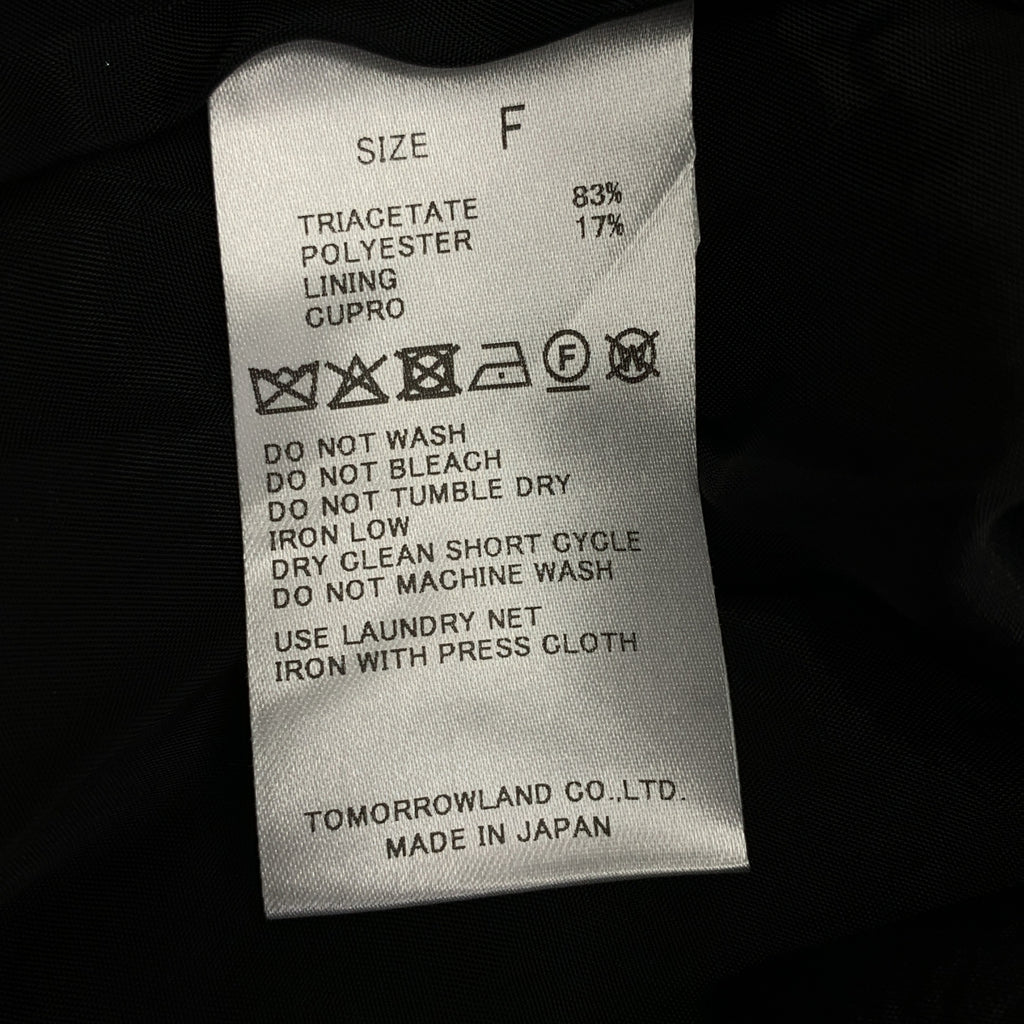 SIZE F
TRIACETATE 83%
POLYESTER 17%
LINING
CUPRO
F W
DO NOT WASH
DO NOT BLEACH
DO NOT TUMBLE DRY
IRON LOW
DRY CLEAN SHORT CYCLE
DO NOT MACHINE WASH
USE LAUNDRY NET
IRON WITH PRESS CLOTH
TOMORROWLAND CO.,LTD.
MADE IN JAPAN